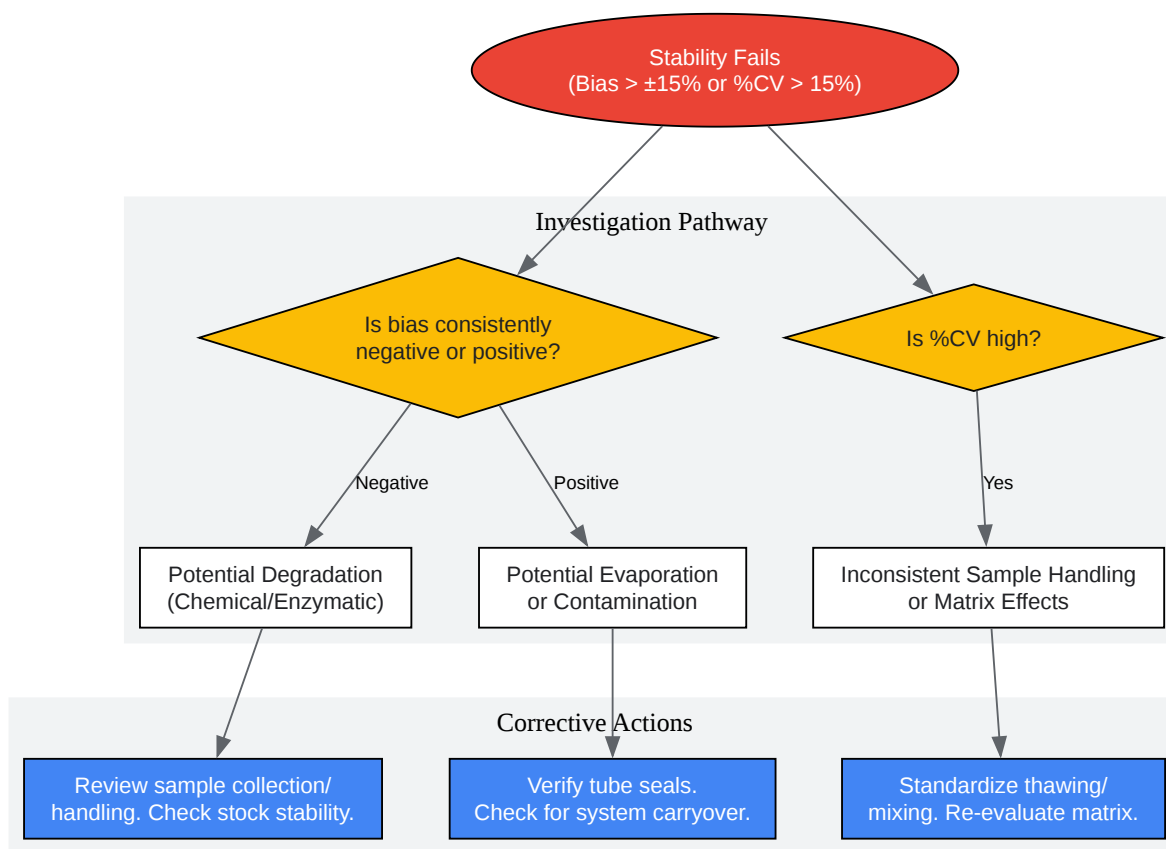 Stability Fails
(Bias > ±15% or %CV > 15%)
Investigation Pathway
Is bias consistently
negative or positive?
Is %CV high?
Negative
Positive
Yes
Potential Degradation
(Chemical/Enzymatic)
Potential Evaporation
or Contamination
Inconsistent Sample Handling
or Matrix Effects
Corrective Actions
Review sample collection/
handling. Check stock stability.
Verify tube seals.
Check for system carryover.
Standardize thawing/
mixing. Re-evaluate matrix.